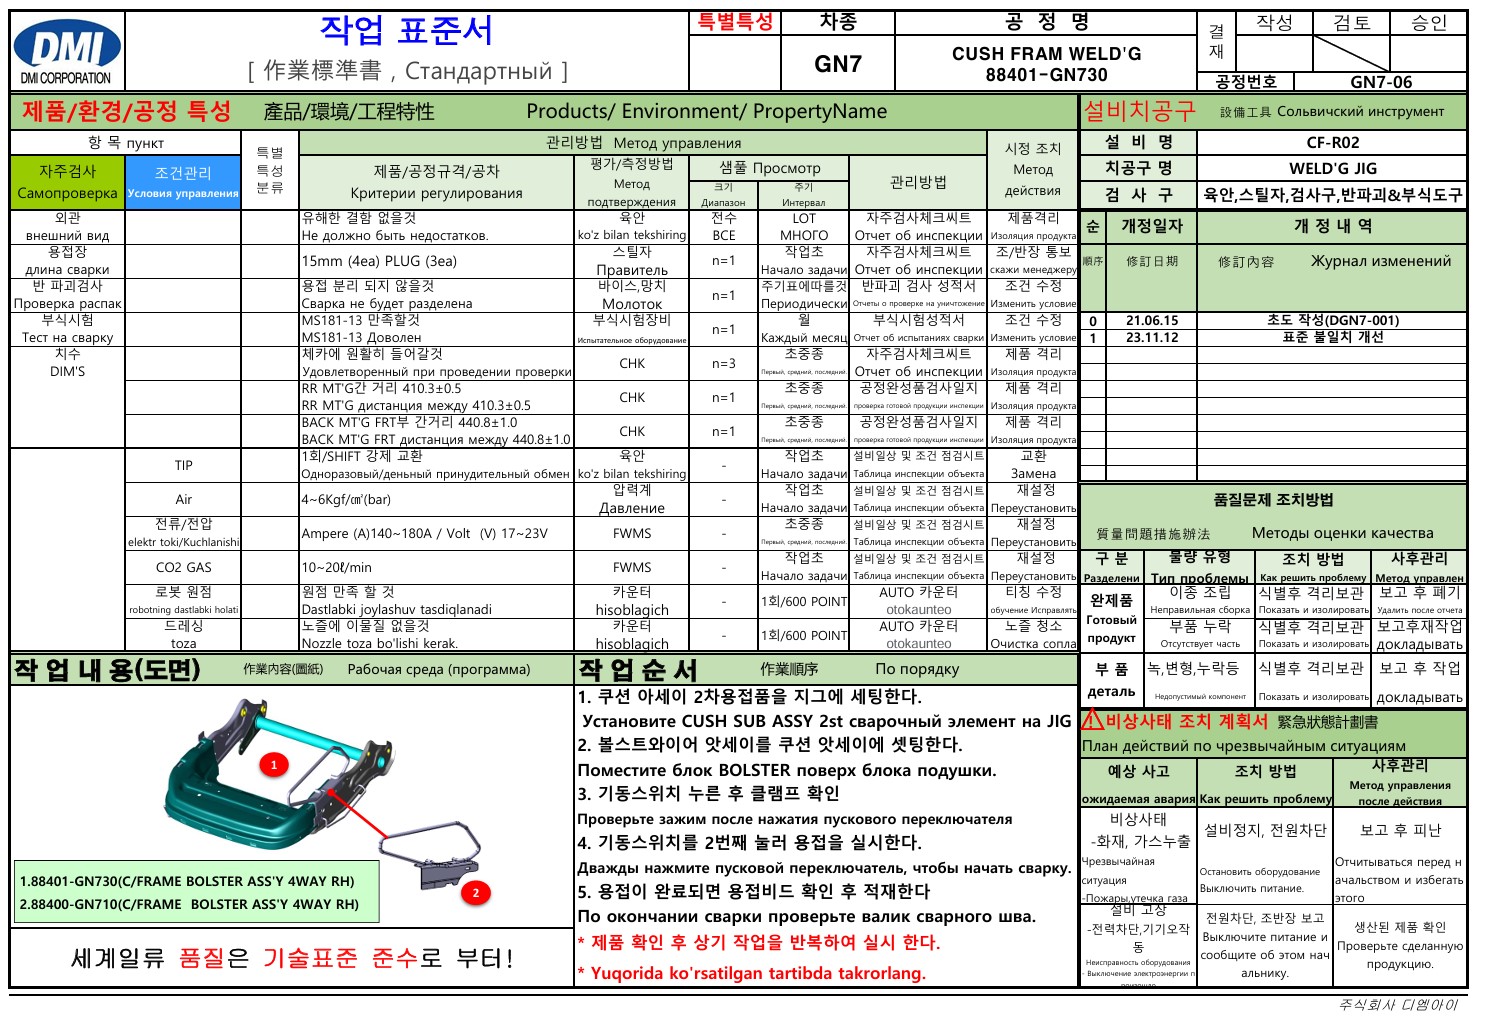 DMI
DMI CORPORATION
작업 표준서
[ 作業標準書 , Стандартный ]
특별특성
차종
공 정 명
GN7
CUSH FRAM WELD'G
88401-GN730
결재
작성
검토
승인
공정번호
GN7-06
제품/환경/공정 특성 產品/環境/工程特性 Products/ Environment/ PropertyName
항 목 пункт
특별
특성
분류
관리방법 Метод управления
시정 조치
Метод
действия
자주검사
Самопроверка
조건관리
Условия управления
제품/공정규격/공차
Критерии регулирования
평가/측정방법
Метод
подтверждения
샘풀 Просмотр
크기
Диапазон
주기
Интервал
관리방법
외관
внешний вид
유해한 결함 없을것
Не должно быть недостатков.
육안
ko'z bilan tekshiring
전수
ВСЕ
LOT
МНОГО
자주검사체크씨트
Отчет об инспекции
제품격리
Изоляция продукта
용접장
длина сварки
15mm (4ea) PLUG (3ea)
스틸자
Правитель
n=1
작업초
Начало задачи
자주검사체크씨트
Отчет об инспекции
조/반장 통보
скажи менеджеру
반 파괴검사
Проверка распак
용접 분리 되지 않을것
Сварка не будет разделена
바이스,망치
Молоток
n=1
주기표에따를것
Периодически
반파괴 검사 성적서
Отчеты о проверке на уничтожение
조건 수정
Изменить условие
부식시험
Тест на сварку
MS181-13 만족할것
MS181-13 Доволен
부식시험장비
Испытательное оборудование
n=1
월
Каждый месяц
부식시험성적서
Отчет об испытаниях сварки
조건 수정
Изменить условие
치수
DIM'S
체카에 원활히 들어갈것
Удовлетворенный при проведении проверки
CHK
n=3
초중종
Первый, средний, последний.
자주검사체크씨트
Отчет об инспекции
제품 격리
Изоляция продукта
RR MT'G간 거리 410.3±0.5
RR MT'G дистанция между 410.3±0.5
CHK
n=1
초중종
Первый, средний, последний.
공정완성품검사일지
проверка готовой продукции инспекции
제품 격리
Изоляция продукта
BACK MT'G FRT부 간거리 440.8±1.0
BACK MT'G FRT дистанция между 440.8±1.0
CHK
n=1
초중종
Первый, средний, последний.
공정완성품검사일지
проверка готовой продукции инспекции
제품 격리
Изоляция продукта
TIP
1회/SHIFT 강제 교환
Одноразовый/деньный принудительный обмен
육안
ko'z bilan tekshiring
-
작업초
Начало задачи
설비일상 및 조건 점검시트
Таблица инспекции объекта
교환
Замена
Air
4~6Kgf/㎠(bar)
압력계
Давление
-
작업초
Начало задачи
설비일상 및 조건 점검시트
Таблица инспекции объекта
재설정
Переустановить
전류/전압
elektr toki/Kuchlanishi
Ampere (A)140~180A / Volt (V) 17~23V
FWMS
-
초중종
Первый, средний, последний.
설비일상 및 조건 점검시트
Таблица инспекции объекта
재설정
Переустановить
CO2 GAS
10~20ℓ/min
FWMS
-
작업초
Начало задачи
설비일상 및 조건 점검시트
Таблица инспекции объекта
재설정
Переустановить
로봇 원점
robotning dastlabki holati
원점 만족 할 것
Dastlabki joylashuv tasdiqlanadi
카운터
hisoblagich
-
1회/600 POINT
AUTO 카운터
otokaunteo
티칭 수정
обучение Исправлять
드레싱
toza
노즐에 이물질 없을것
Nozzle toza bo'lishi kerak.
카운터
hisoblagich
-
1회/600 POINT
AUTO 카운터
otokaunteo
노즐 청소
Очистка сопла
설비치공구 設備工具 Сольвичский инструмент
설 비 명
CF-R02
치공구 명
WELD'G JIG
검 사 구
육안,스틸자,검사구,반파괴&부식도구
순
개정일자
개 정 내 역
順序
修訂日期
修訂內容 Журнал изменений
0
21.06.15
초도 작성(DGN7-001)
1
23.11.12
표준 불일치 개선
품질문제 조치방법
質量問題措施辦法 Методы оценки качества
구 분
Разделени
불량 유형
Тип проблемы
조치 방법
Как решить проблему
사후관리
Метод управлен
완제품
Готовый
продукт
이종 조립
Неправильная сборка
식별후 격리보관
Показать и изолировать
보고 후 폐기
Удалить после отчета
부품 누락
Отсутствует часть
식별후 격리보관
Показать и изолировать
보고후재작업
докладывать
부 품
деталь
녹,변형,누락등
Недопустимый компонент
식별후 격리보관
Показать и изолировать
보고 후 작업
докладывать
비상사태 조치 계획서 緊急狀態計劃書
План действий по чрезвычайным ситуациям
예상 사고
ожидаемая авария
조치 방법
Как решить проблему
사후관리
Метод управления
после действия
비상사태
-화재, 가스누출
Чрезвычайная
ситуация
-Пожары,утечка газа
설비정지, 전원차단
Остановить оборудование
Выключить питание.
보고 후 피난
Отчитываться перед н
ачальством и избегать
этого
설비 고장
-전력차단,기기오작
동
Неисправность оборудования
- Выключение электроэнергии п
전원차단, 조반장 보고
Выключите питание и
сообщите об этом нач
альнику.
생산된 제품 확인
Проверьте сделанную
продукцию.
작 업 내 용(도면) 作業內容(圖紙) Рабочая среда (программа)
1
2
1.88401-GN730(C/FRAME BOLSTER ASS'Y 4WAY RH)
2.88400-GN710(C/FRAME BOLSTER ASS'Y 4WAY RH)
세계일류 품질은 기술표준 준수로 부터!
작 업 순 서 作業順序 По порядку
1. 쿠션 아세이 2차용접품을 지그에 세팅한다.
Установите CUSH SUB ASSY 2st сварочный элемент на JIG
2. 볼스트와이어 앗세이를 쿠션 앗세이에 셋팅한다.
Поместите блок BOLSTER поверх блока подушки.
3. 기동스위치 누른 후 클램프 확인
Проверьте зажим после нажатия пускового переключателя
4. 기동스위치를 2번째 눌러 용접을 실시한다.
Дважды нажмите пусковой переключатель, чтобы начать сварку.
5. 용접이 완료되면 용접비드 확인 후 적재한다
По окончании сварки проверьте валик сварного шва.
* 제품 확인 후 상기 작업을 반복하여 실시 한다.
* Yuqorida ko'rsatilgan tartibda takrorlang.
주식회사 디엠아이